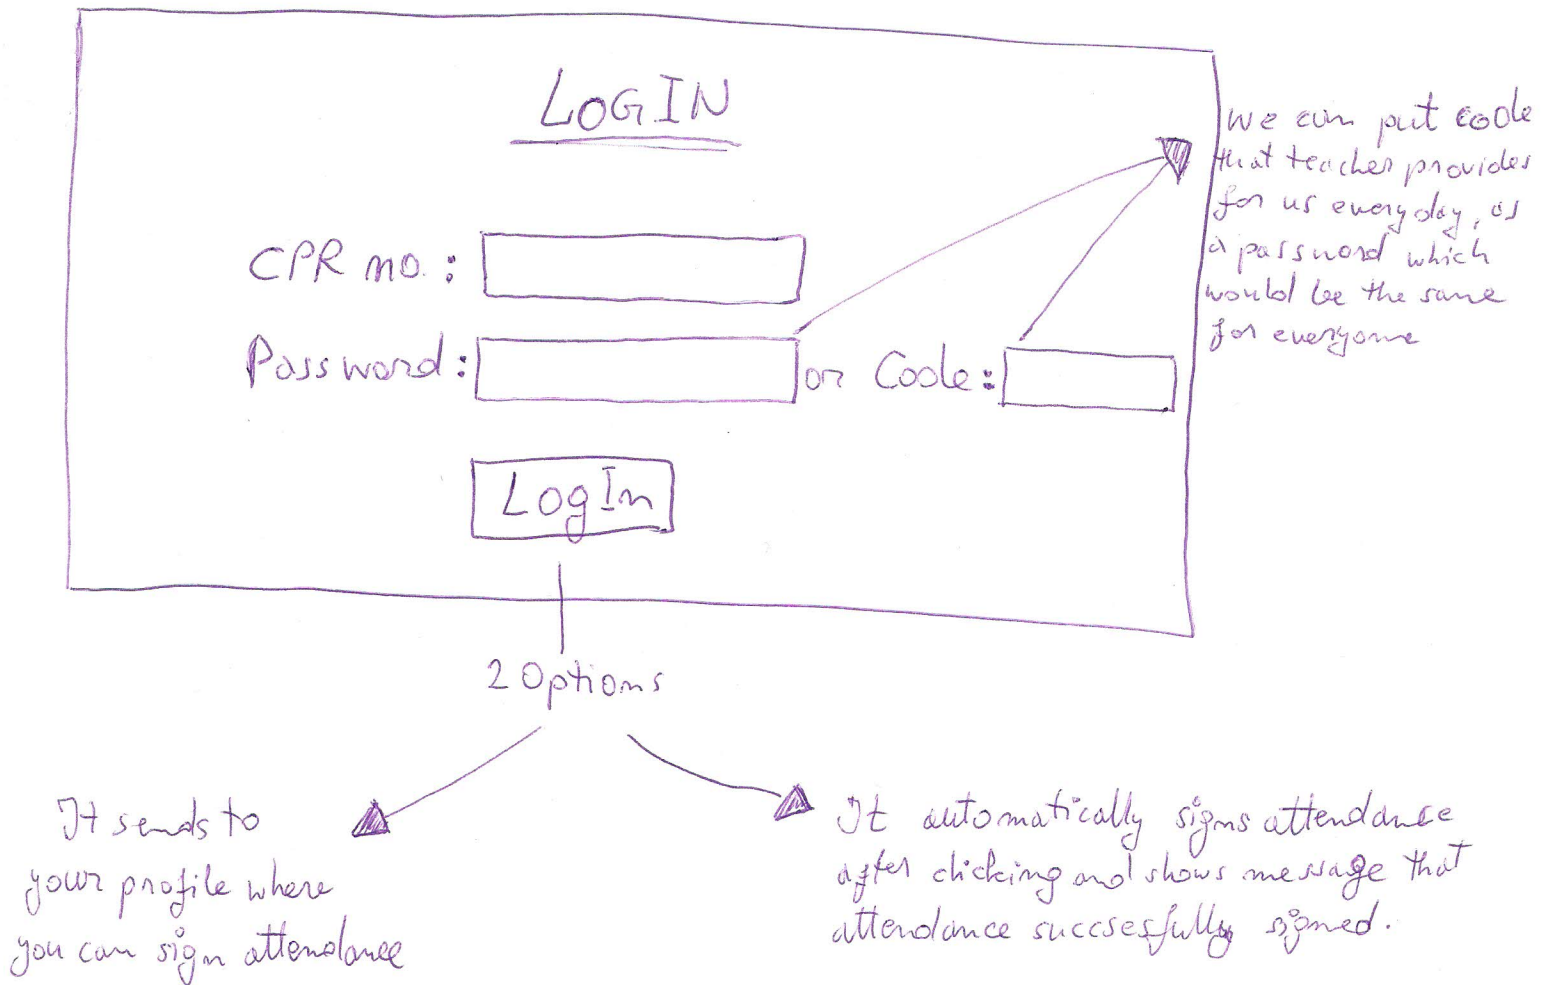 LOGIN
we can put code
that teacher provides
for us everyday, as
a password which
would be the same
for everyone
CPR no.:
Password: or Code:
LogIn
2 Options
It sends to
your profile where
you can sign attendance
It automatically signs attendance
after clicking and shows message that
attendance succsesfully signed.